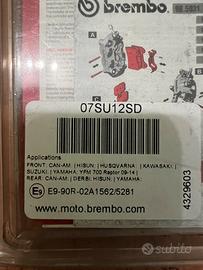 brembo.
07SU12SD
Applications
FRONT: CAN-AM: | HISUN: | HUSQVARNA: | KAWASAKI: |
SUZUKI: | YAMAHA: YFM 700 Raptor 09-14 |
REAR: CAN-AM: | DERBI: HISUN: | YAMAHA:
E9 E9-90R-02A1562/5281
www.moto.brembo.com
4329603
subito